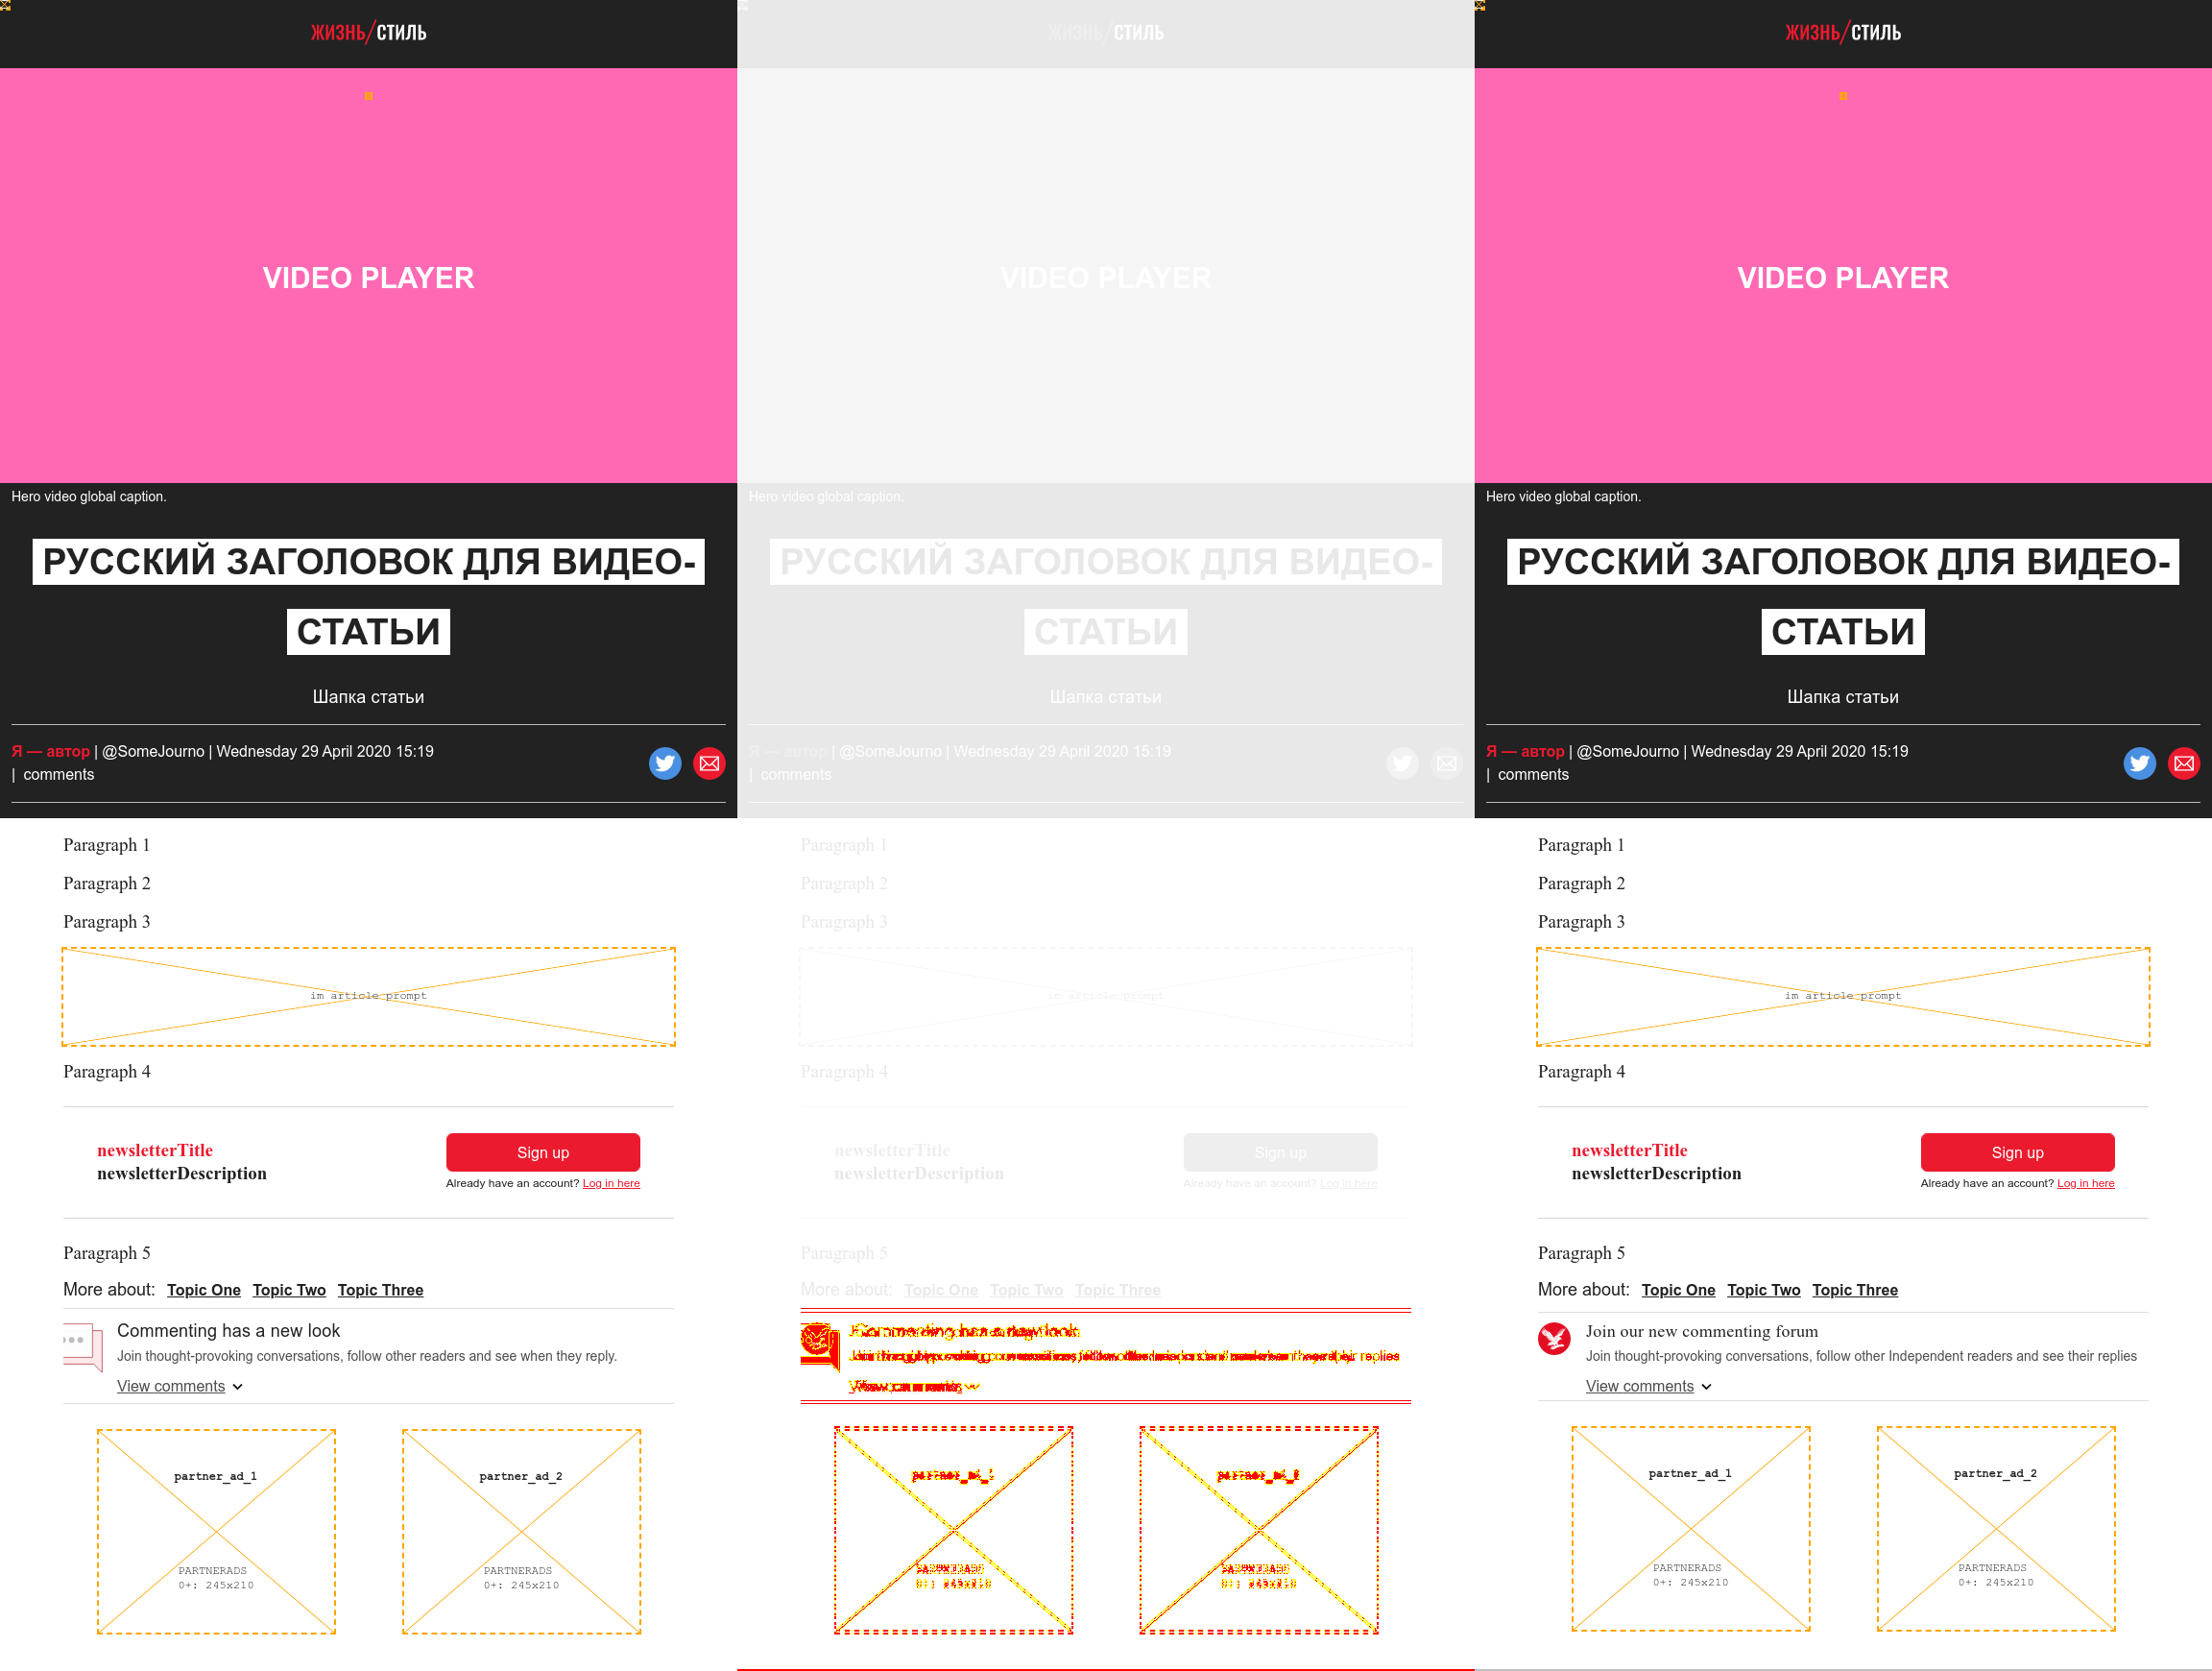 ЖИЗНЬ/СТИЛЬ
VIDEO PLAYER
Hero video global caption.
РУССКИЙ ЗАГОЛОВОК ДЛЯ ВИДЕО-
СТАТЬИ
Шапка статьи
Я — автор | @SomeJourno | Wednesday 29 April 2020 15:19
| comments
Paragraph 1
Paragraph 2
Paragraph 3
im article prompt
Paragraph 4
newsletterTitle
newsletterDescription
Sign up
Already have an account? Log in here
Paragraph 5
More about: Topic One Topic Two Topic Three
Commenting has a new look
Join thought-provoking conversations, follow other readers and see when they reply.
View comments
partner_ad_1
PARTNERADS
0+: 245x210
partner_ad_2
PARTNERADS
0+: 245x210
ЖИЗНЬ/СТИЛЬ
VIDEO PLAYER
Hero video global caption.
РУССКИЙ ЗАГОЛОВОК ДЛЯ ВИДЕО-
СТАТЬИ
Шапка статьи
Я — автор | @SomeJourno | Wednesday 29 April 2020 15:19
| comments
Paragraph 1
Paragraph 2
Paragraph 3
im article prompt
Paragraph 4
newsletterTitle
newsletterDescription
Sign up
Already have an account? Log in here
Paragraph 5
More about: Topic One Topic Two Topic Three
ЖИЗНЬ/СТИЛЬ
VIDEO PLAYER
Hero video global caption.
РУССКИЙ ЗАГОЛОВОК ДЛЯ ВИДЕО-
СТАТЬИ
Шапка статьи
Я — автор | @SomeJourno | Wednesday 29 April 2020 15:19
| comments
Paragraph 1
Paragraph 2
Paragraph 3
im article prompt
Paragraph 4
newsletterTitle
newsletterDescription
Sign up
Already have an account? Log in here
Paragraph 5
More about: Topic One Topic Two Topic Three
Join our new commenting forum
Join thought-provoking conversations, follow other Independent readers and see their replies
View comments
partner_ad_1
PARTNERADS
0+: 245x210
partner_ad_2
PARTNERADS
0+: 245x210